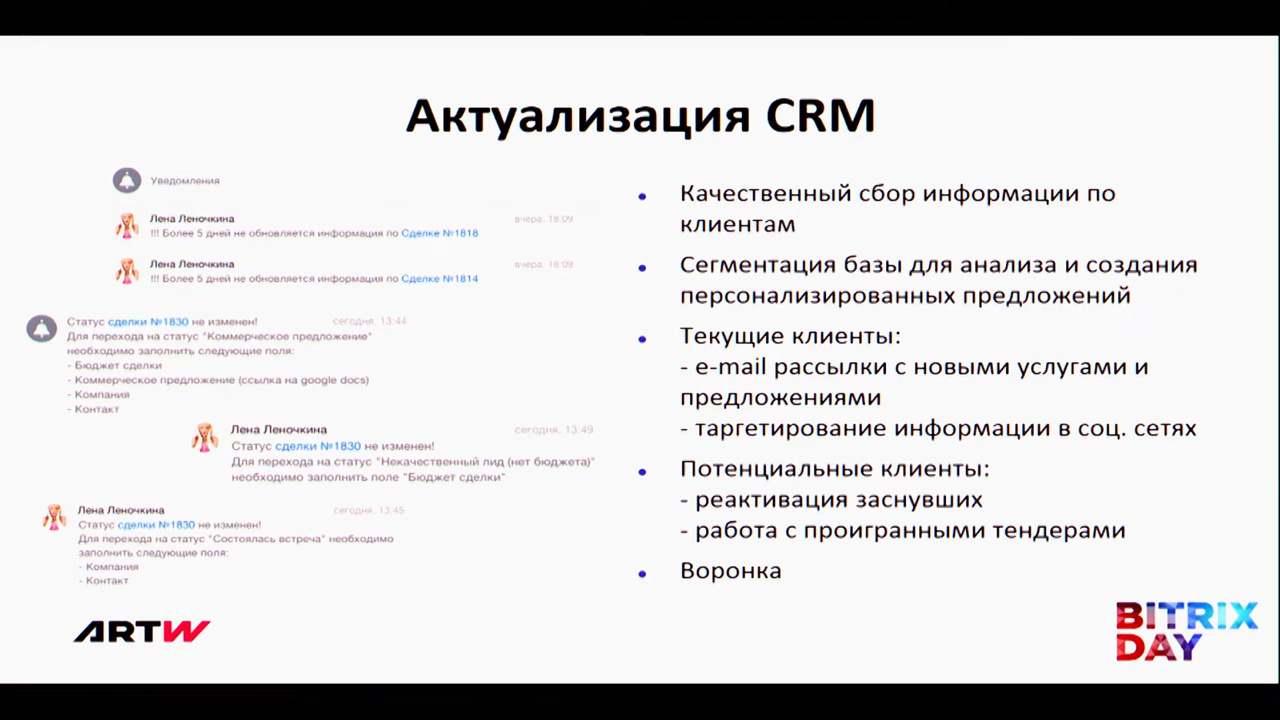 Актуализация CRM
Уведомления
Лена Леночкина
вчера, 18:09
!!! Более 5 дней не обновляется информация по Сделке №1818
Лена Леночкина
вчера, 18:09
!!! Более 5 дней не обновляется информация по Сделке №1814
Статус сделки №1830 не изменен!
сегодня, 13:44
Для перехода на статус "Коммерческое предложение"
необходимо заполнить следующие поля:
- Бюджет сделки
- Коммерческое предложение (ссылка на google docs)
- Компания
- Контакт
Лена Леночкина
сегодня, 13:49
Статус сделки №1830 не изменен!
Для перехода на статус "Некачественный лид (нет бюджета)"
необходимо заполнить поле "Бюджет сделки"
Лена Леночкина
сегодня, 13:45
Статус сделки №1830 не изменен!
Для перехода на статус "Состоялась встреча" необходимо
заполнить следующие поля:
- Компания
- Контакт
• Качественный сбор информации по
клиентам
• Сегментация базы для анализа и создания
персонализированных предложений
• Текущие клиенты:
- e-mail рассылки с новыми услугами и
предложениями
- таргетирование информации в соц. сетях
• Потенциальные клиенты:
- реактивация заснувших
- работа с проигранными тендерами
• Воронка
ARTW
BITRIX
DAY